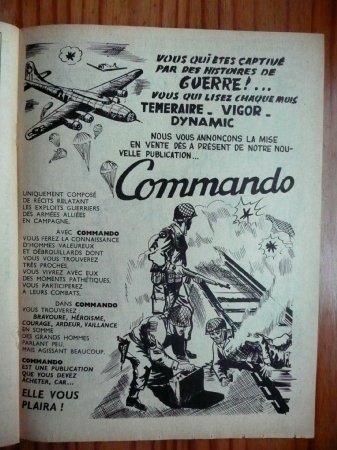 VOUS QUI ÊTES CAPTIVÉ
PAR DES HISTOIRES DE
GUERRE!...
VOUS QUI LISEZ CHAQUE MOIS
TEMERAIRE - VIGOR -
DYNAMIC
NOUS VOUS ANNONÇONS LA MISE
EN VENTE DÈS A PRÉSENT DE NOTRE NOU-
VELLE PUBLICATION...
Commando
UNIQUEMENT COMPOSÉ
DE RÉCITS RELATANT
LES EXPLOITS GUERRIERS
DES ARMÉES ALLIÉES
EN CAMPAGNE.
AVEC COMMANDO
VOUS FEREZ LA CONNAISSANCE
D'HOMMES VALEUREUX
ET DÉBROUILLARDS DONT
VOUS VOUS TROUVEREZ
TRÈS PROCHES.
VOUS VIVREZ AVEC EUX
DES MOMENTS PATHÉTIQUES,
VOUS PARTICIPEREZ
A LEURS COMBATS.
DANS COMMANDO
VOUS TROUVEREZ :
BRAVOURE, HÉROÏSME,
COURAGE, ARDEUR, VAILLANCE
EN SOMME
DES GRANDS HOMMES
PARLANT PEU,
MAIS AGISSANT BEAUCOUP.
COMMANDO
EST UNE PUBLICATION
QUE VOUS DEVEZ
ACHETER, CAR...
ELLE VOUS
PLAIRA !